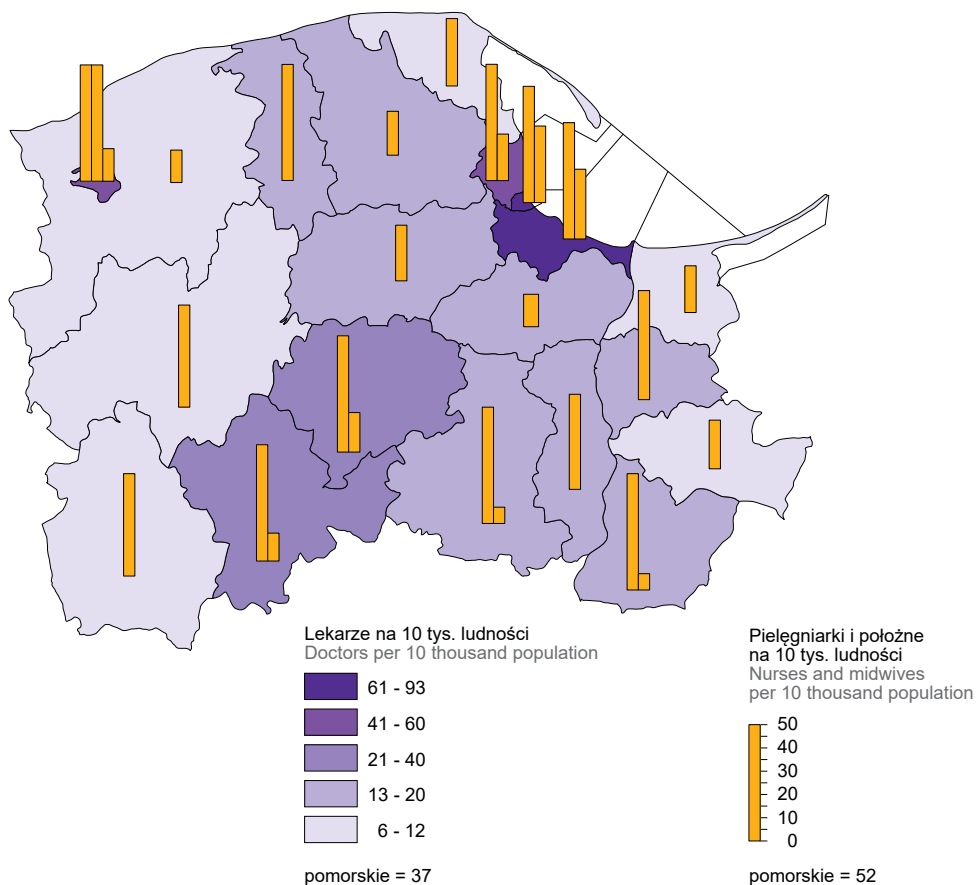 Lekarze na 10 tys. ludności
Doctors per 10 thousand population
61 - 93
41 - 60
21 - 40
13 - 20
6 - 12
pomorskie = 37
Pielęgniarki i położne
na 10 tys. ludności
Nurses and midwives
per 10 thousand population
50
40
30
20
10
0
pomorskie = 52